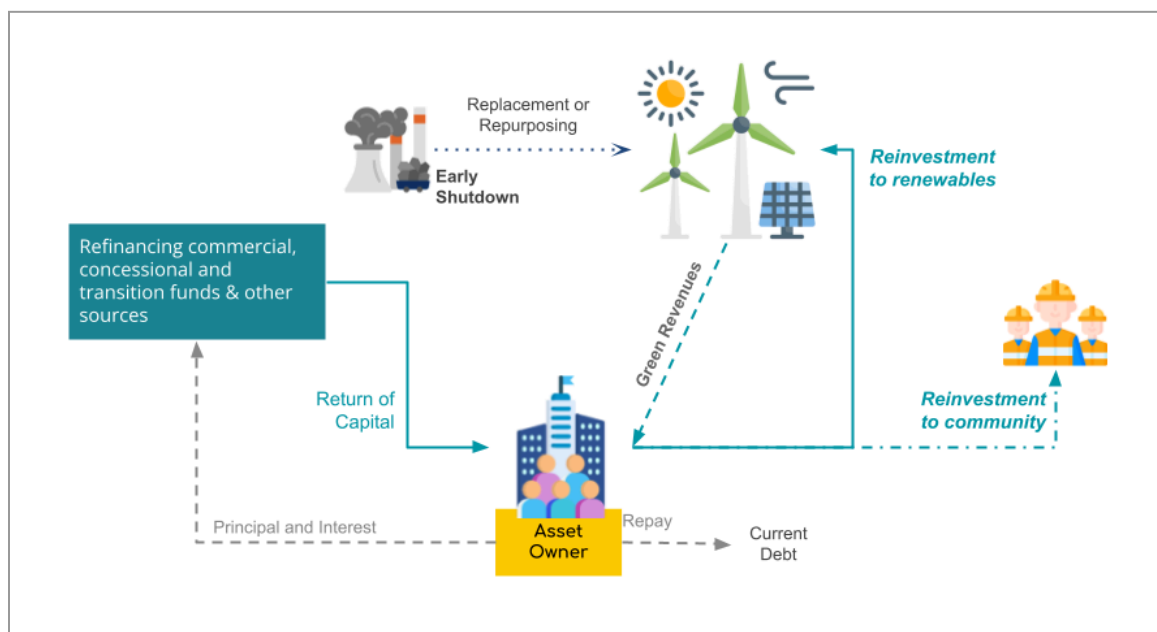 Replacement or
Repurposing
Early
Shutdown
Reinvestment
to renewables
Refinancing commercial,
concessional and
transition funds & other
sources
Green Revenues
Return of
Capital
Reinvestment
to community
Principal and Interest
Asset
Owner
Repay
Current
Debt